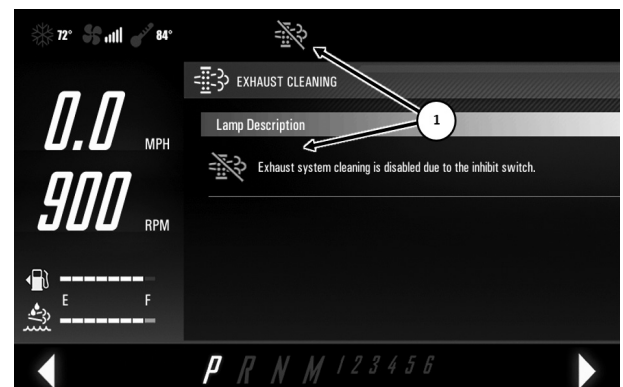 72° 84°
EXHAUST CLEANING
Lamp Description
1
Exhaust system cleaning is disabled due to the inhibit switch.
0.0 MPH
900 RPM
E F
P R N M 1 2 3 4 5 6